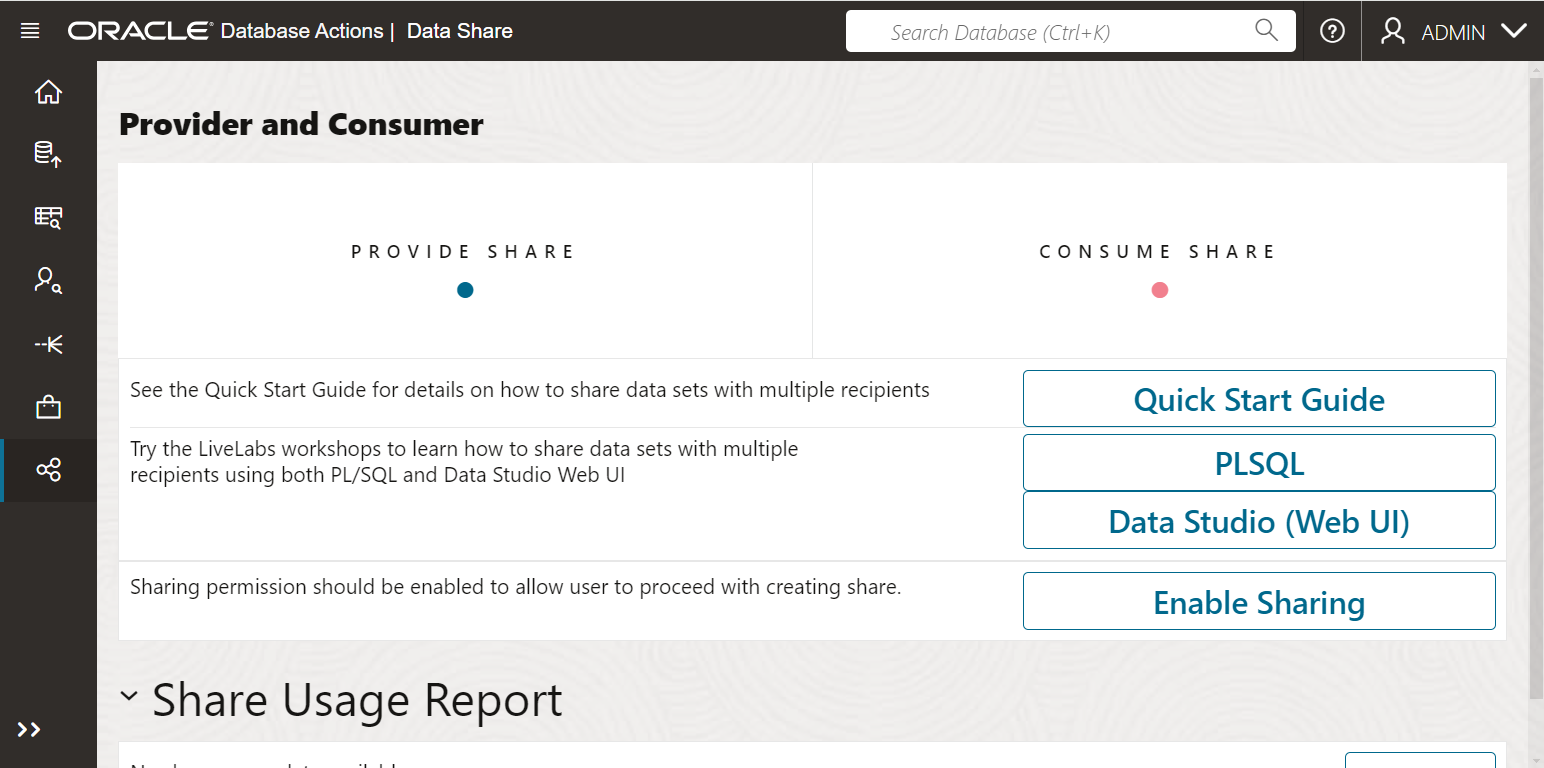 ORACLE Database Actions | Data Share
Search Database (Ctrl+K)
ADMIN
Provider and Consumer
PROVIDE SHARE
CONSUME SHARE
See the Quick Start Guide for details on how to share data sets with multiple recipients
Quick Start Guide
Try the LiveLabs workshops to learn how to share data sets with multiple
recipients using both PL/SQL and Data Studio Web UI
PLSQL
Data Studio (Web UI)
Sharing permission should be enabled to allow user to proceed with creating share.
Enable Sharing
Share Usage Report